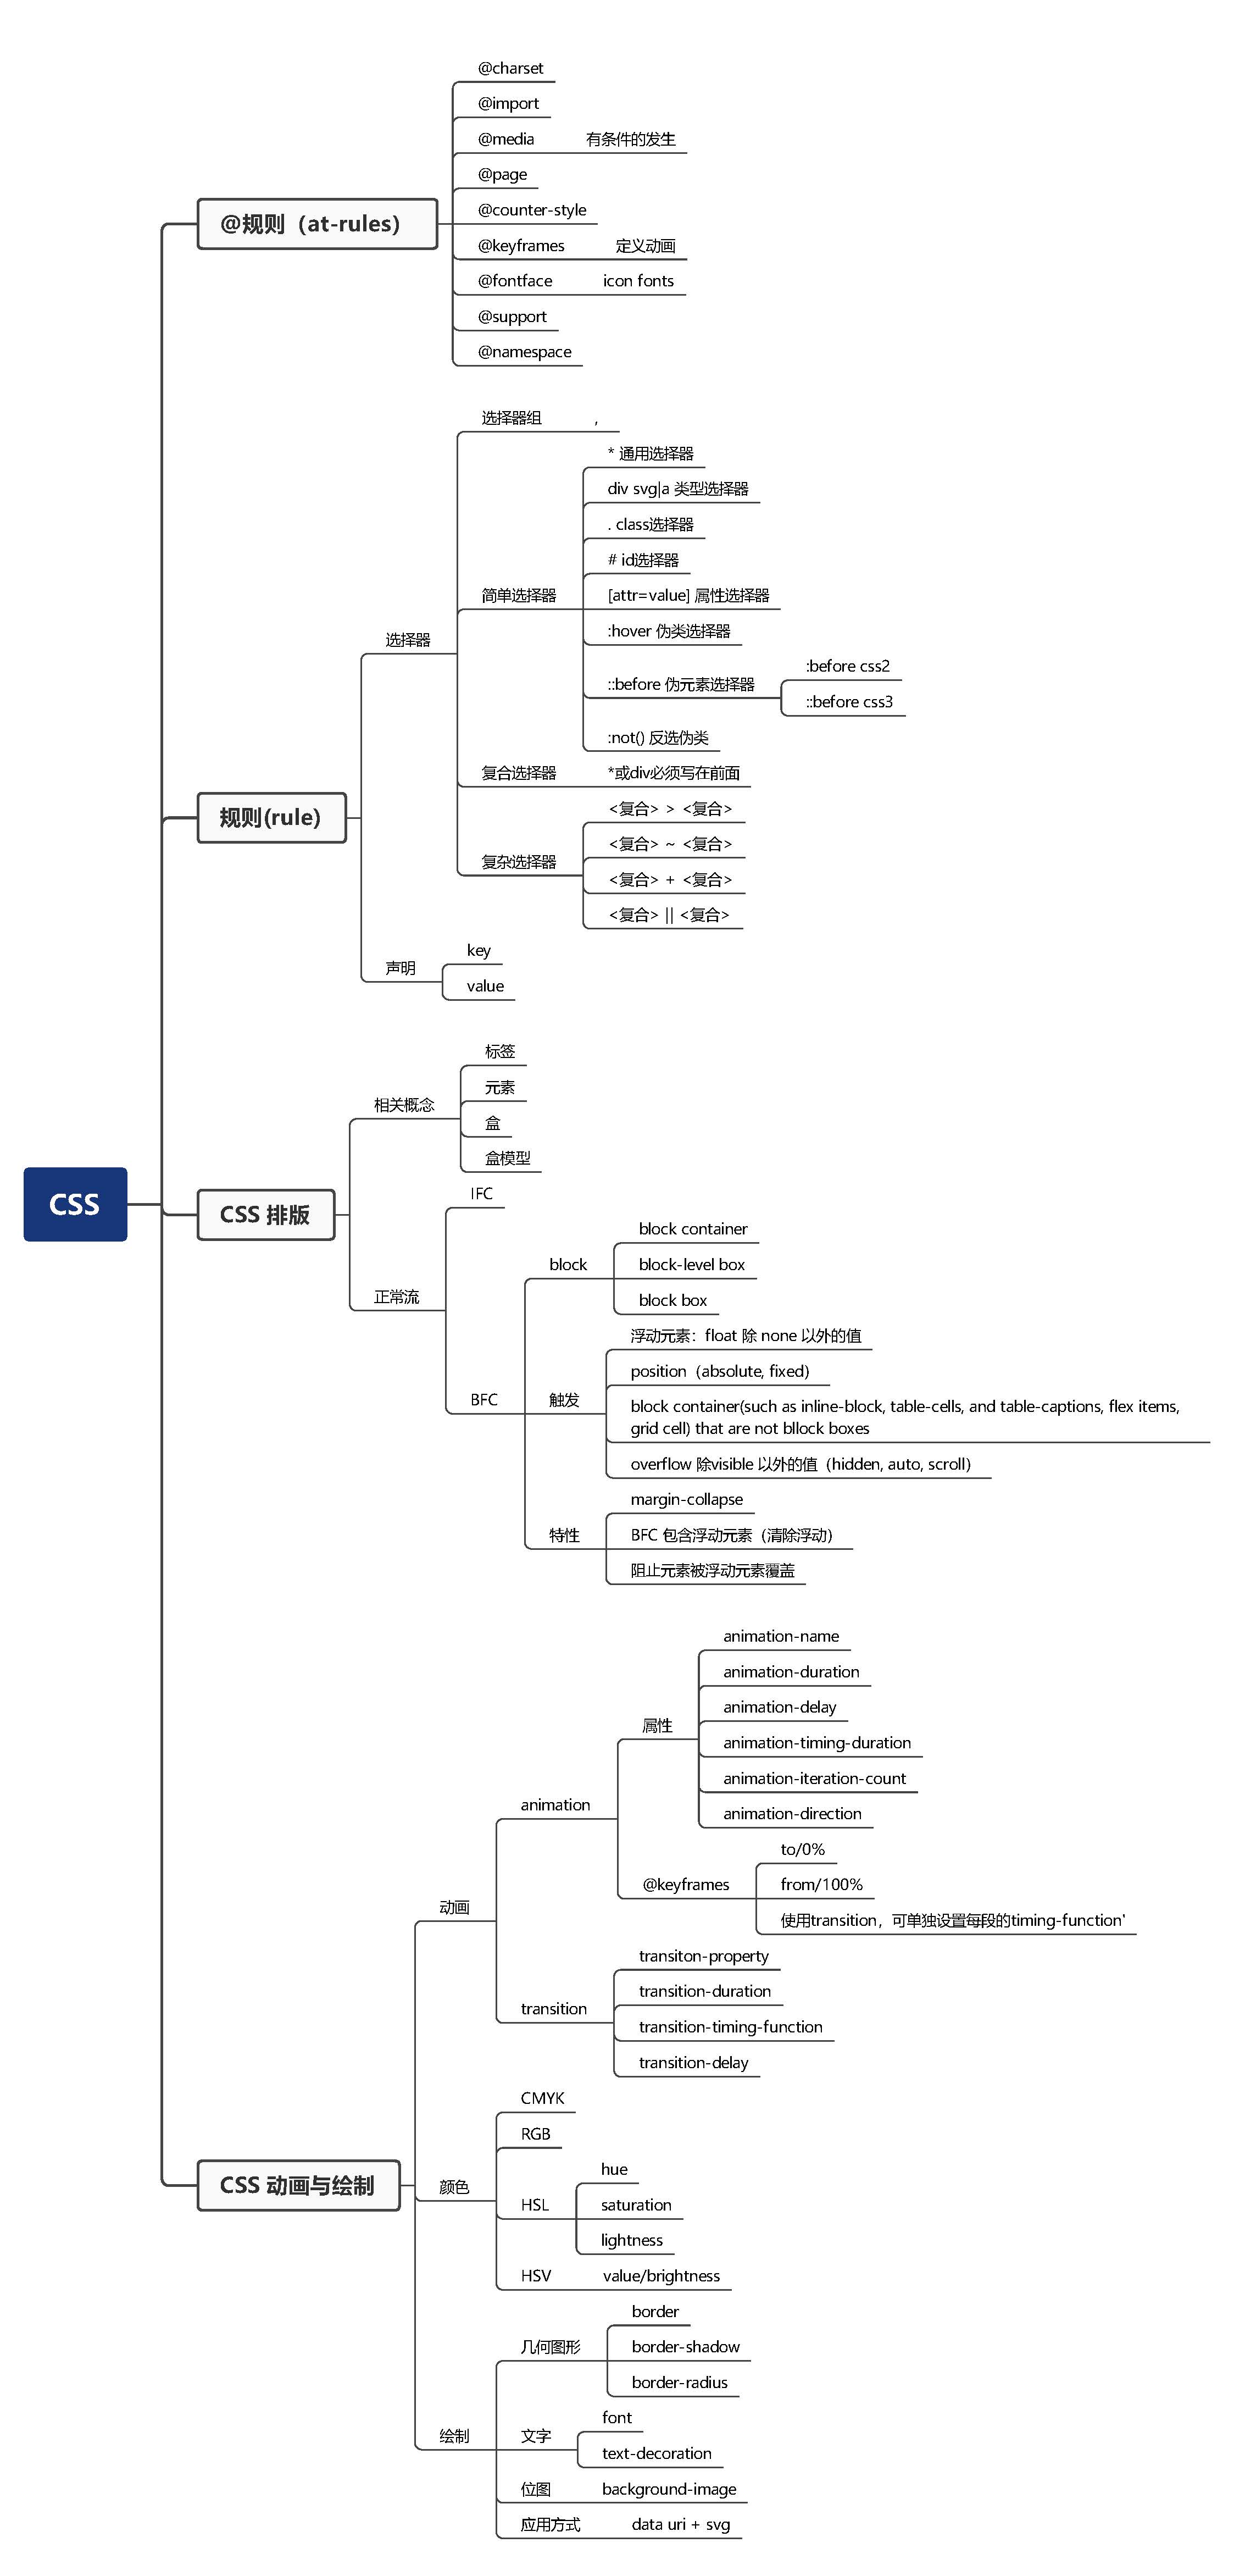 @charset
@import
@media 有条件的发生
@page
@规则（at-rules）
@counter-style
@keyframes 定义动画
@fontface icon fonts
@support
@namespace
选择器组 ,
* 通用选择器
div svg|a 类型选择器
. class选择器
# id选择器
简单选择器
[attr=value] 属性选择器
:hover 伪类选择器
选择器
::before 伪元素选择器
:before css2
::before css3
:not() 反选伪类
复合选择器 *或div必须写在前面
规则(rule)
<复合> > <复合>
<复合> ~ <复合>
复杂选择器
<复合> + <复合>
<复合> || <复合>
声明
key
value
标签
元素
相关概念
盒
盒模型
CSS
CSS 排版
IFC
block container
block
block-level box
block box
正常流
浮动元素：float 除 none 以外的值
position（absolute, fixed）
BFC
触发
block container(such as inline-block, table-cells, and table-captions, flex items,
grid cell) that are not bllock boxes
overflow 除visible 以外的值（hidden, auto, scroll）
margin-collapse
特性
BFC 包含浮动元素（清除浮动）
阻止元素被浮动元素覆盖
animation-name
animation-duration
animation-delay
属性
animation-timing-duration
animation-iteration-count
animation-direction
animation
to/0%
@keyframes
from/100%
使用transition，可单独设置每段的timing-function`
动画
transiton-property
transition-duration
transition
transition-timing-function
transition-delay
CMYK
RGB
CSS 动画与绘制
颜色
hue
HSL
saturation
lightness
HSV value/brightness
border
几何图形
border-shadow
border-radius
绘制
font
文字
text-decoration
位图 background-image
应用方式 data uri + svg